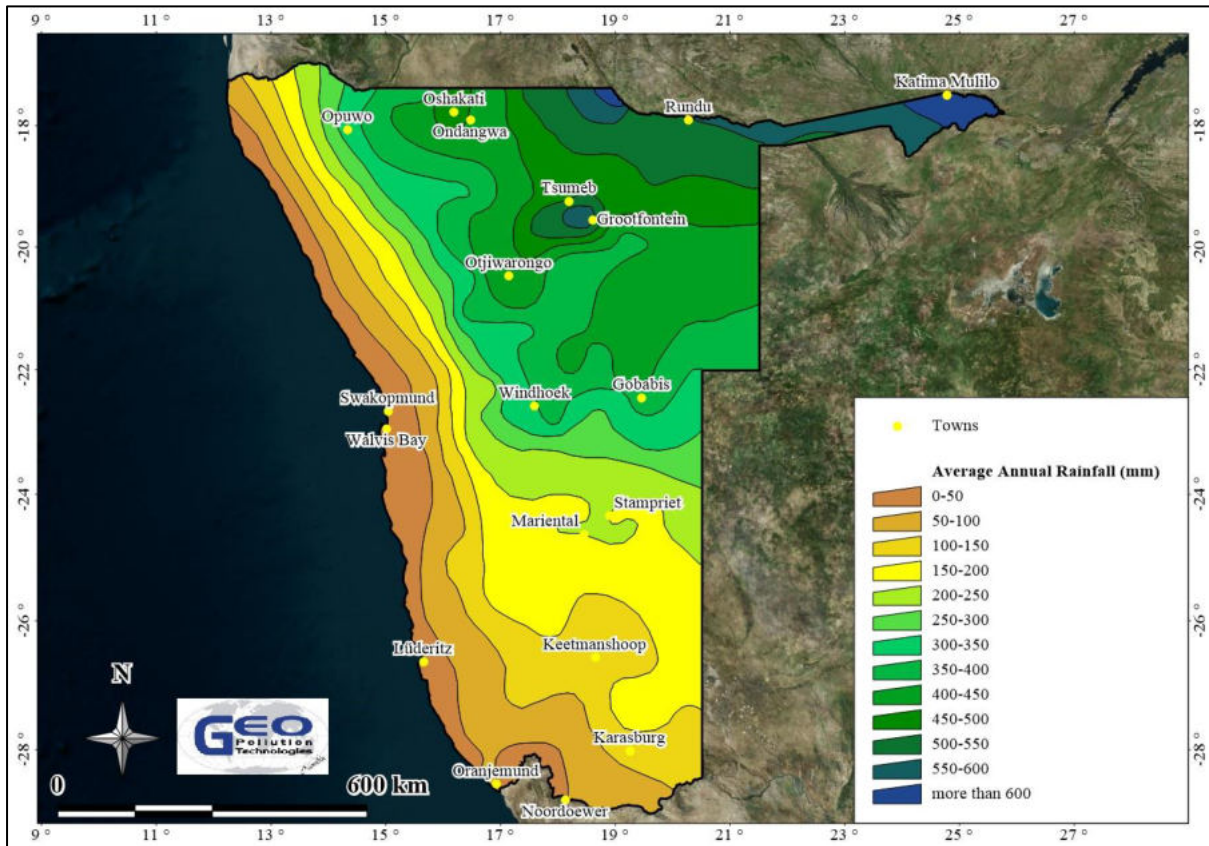 9 °
13 °
15 °
17 °
19 °
21 °
23 °
25 °
27 °
-18 °
-20 °
-22 °
-24 °
-26 °
-28 °
-18 °
-20 °
-22 °
-24 °
-26 °
-28 °
Katima Mulilo
Oshakati
Rundu
Opuwo
Ondangwa
Tsumeb
Grootfontein
Otjiwarongo
Windhoek
Gobabis
Swakopmund
Walvis Bay
Stampriet
Mariental
Keetmanshoop
Lüderitz
Karasburg
Oranjemund
Noordoewer
N
GEO
Pollution
Technologies
0
600 km
Towns
Average Annual Rainfall (mm)
0-50
50-100
100-150
150-200
200-250
250-300
300-350
350-400
400-450
450-500
500-550
550-600
more than 600
9 °
11 °
13 °
15 °
17 °
19 °
21 °
23 °
25 °
27 °